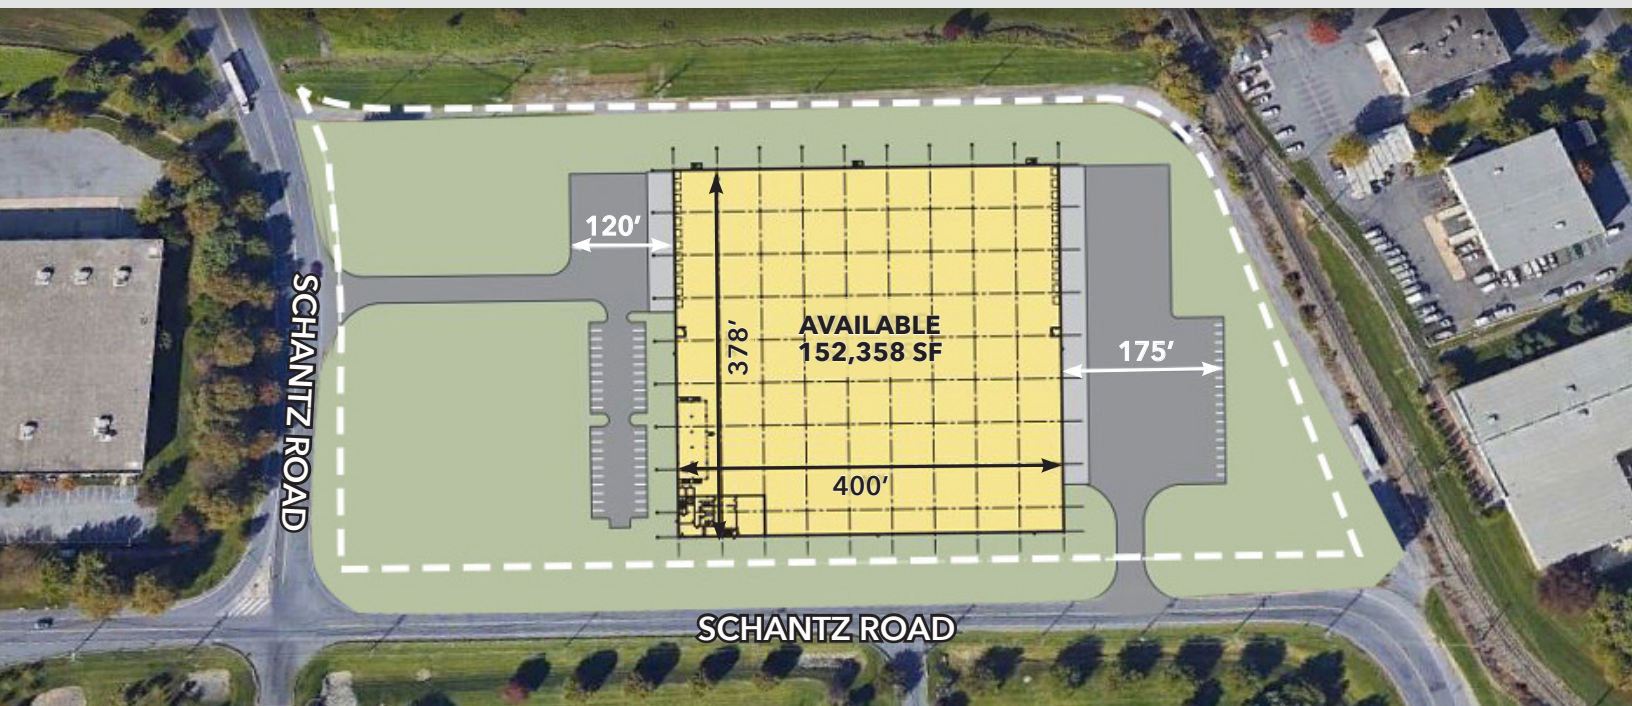 120’
AVAILABLE
152,358 SF
378’
175’
400’
SCHANTZ ROAD
SCHANTZ ROAD